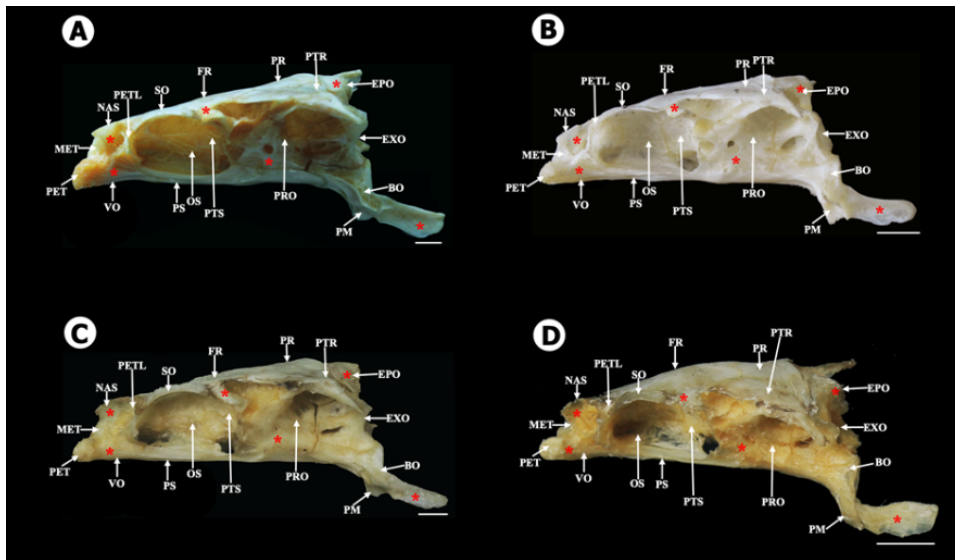 A
PTR
PR
FR
EPO
SO
PETL
NAS
EXO
MET
BO
PET
VO
PS
OS
PTS
PRO
PM
B
PTR
PR
FR
EPO
SO
PETL
NAS
EXO
MET
BO
PET
VO
PS
OS
PTS
PRO
PM
C
PR
PTR
FR
SO
EPO
PETL
NAS
EXO
MET
BO
PET
VO
PS
OS
PTS
PRO
PM
D
PTR
FR
PR
SO
PETL
NAS
EPO
MET
EXO
PET
BO
VO
OS
PS
PTS
PRO
PM